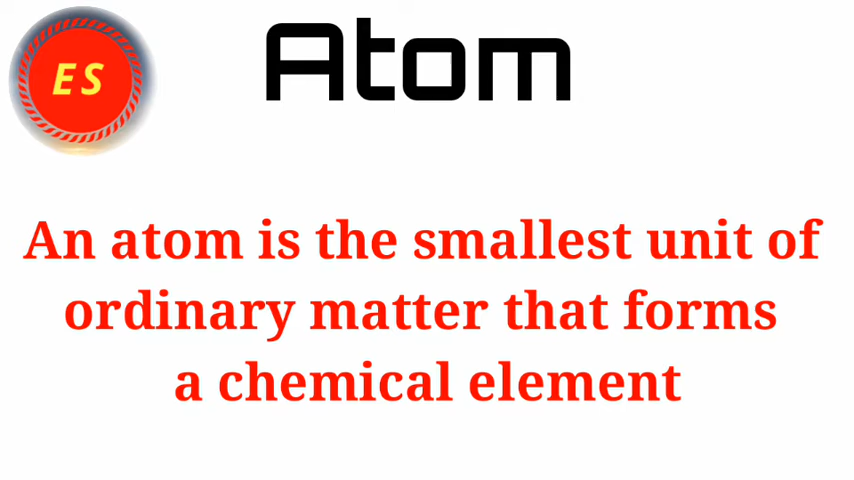 ES
Atom
An atom is the smallest unit of
ordinary matter that forms
a chemical element